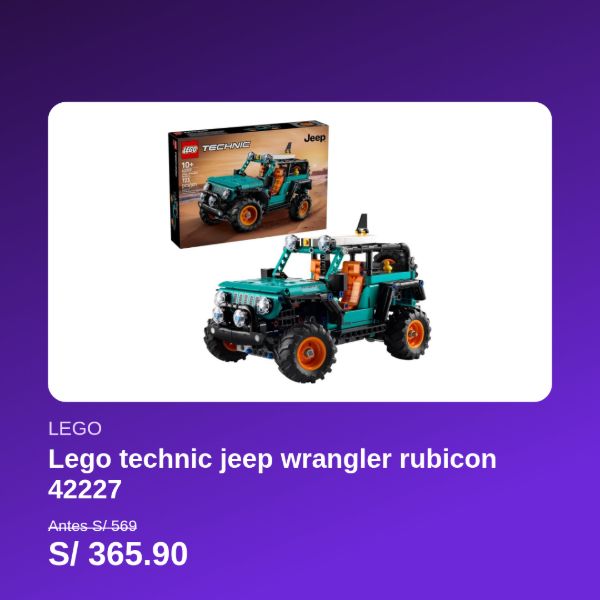 LEGO TECHNIC
Jeep
10+
LEGO
Lego technic jeep wrangler rubicon
42227
Antes S/ 569
S/ 365.90